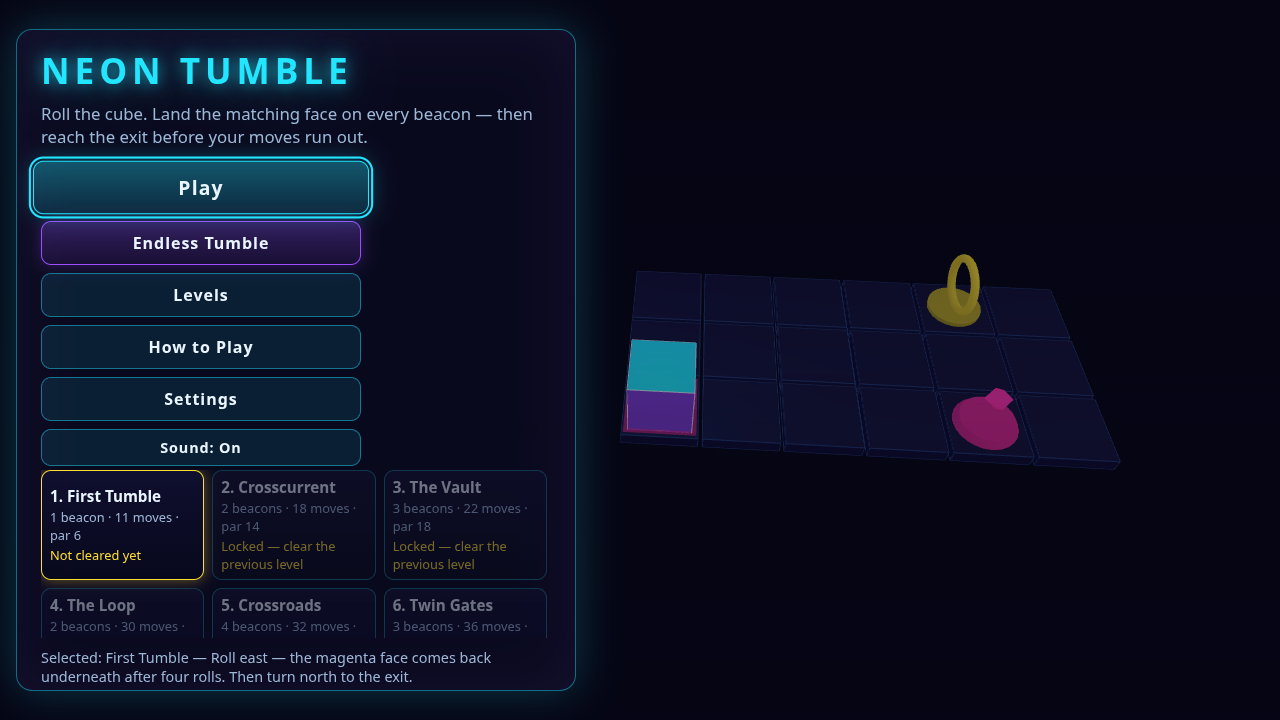 NEON TUMBLE
Roll the cube. Land the matching face on every beacon — then
reach the exit before your moves run out.
Play
Endless Tumble
Levels
How to Play
Settings
Sound: On
1. First Tumble
1 beacon · 11 moves ·
par 6
Not cleared yet
2. Crosscurrent
2 beacons · 18 moves ·
par 14
Locked — clear the
previous level
3. The Vault
3 beacons · 22 moves ·
par 18
Locked — clear the
previous level
4. The Loop
2 beacons · 30 moves ·
5. Crossroads
4 beacons · 32 moves ·
6. Twin Gates
3 beacons · 36 moves ·
Selected: First Tumble — Roll east — the magenta face comes back
underneath after four rolls. Then turn north to the exit.